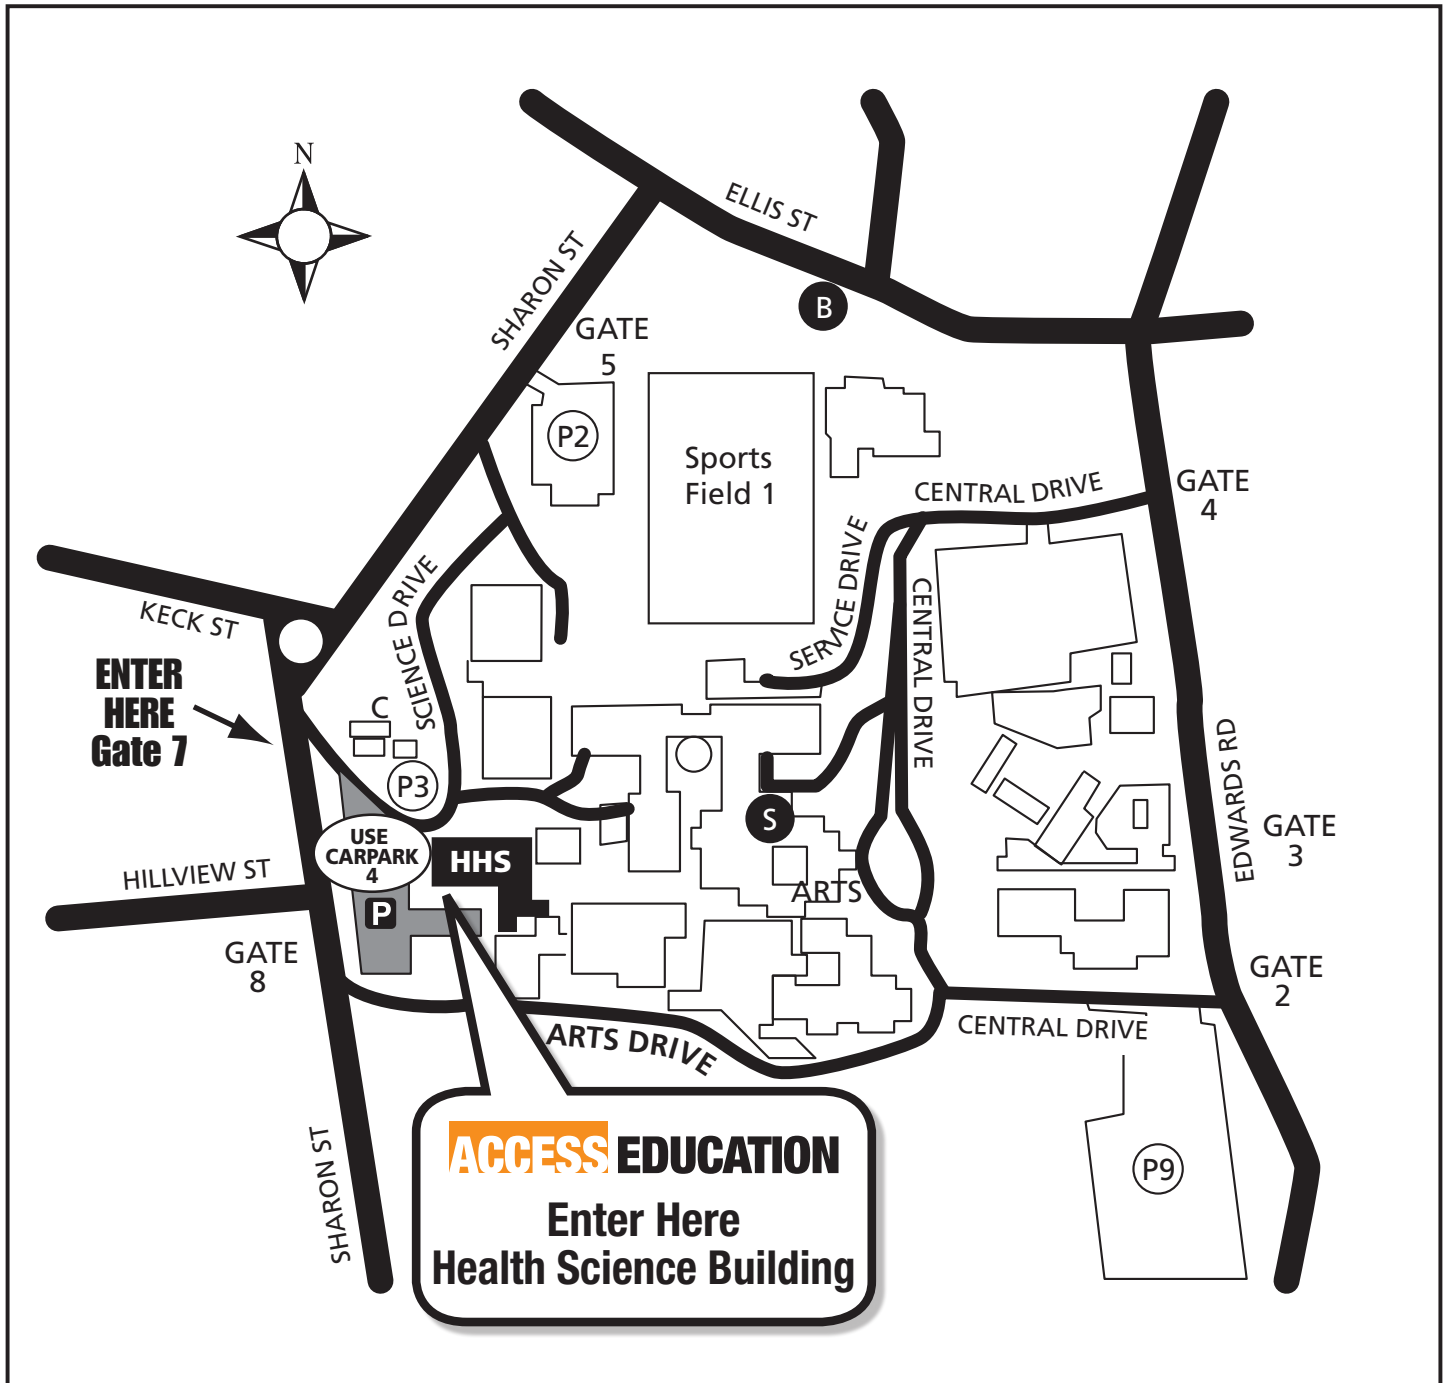 N
ELLIS ST
SHARON ST
B
GATE
5
P2
Sports
Field 1
CENTRAL DRIVE
GATE
4
SERVICE DRIVE
SCIENCE DRIVE
CENTRAL DRIVE
KECK ST
ENTER
HERE
Gate 7
C
P3
EDWARDS RD
S
GATE
3
USE
CARPARK
4
HHS
HILLVIEW ST
P
ARTS
GATE
8
GATE
2
CENTRAL DRIVE
ARTS DRIVE
SHARON ST
ACCESS EDUCATION
Enter Here
Health Science Building
P9